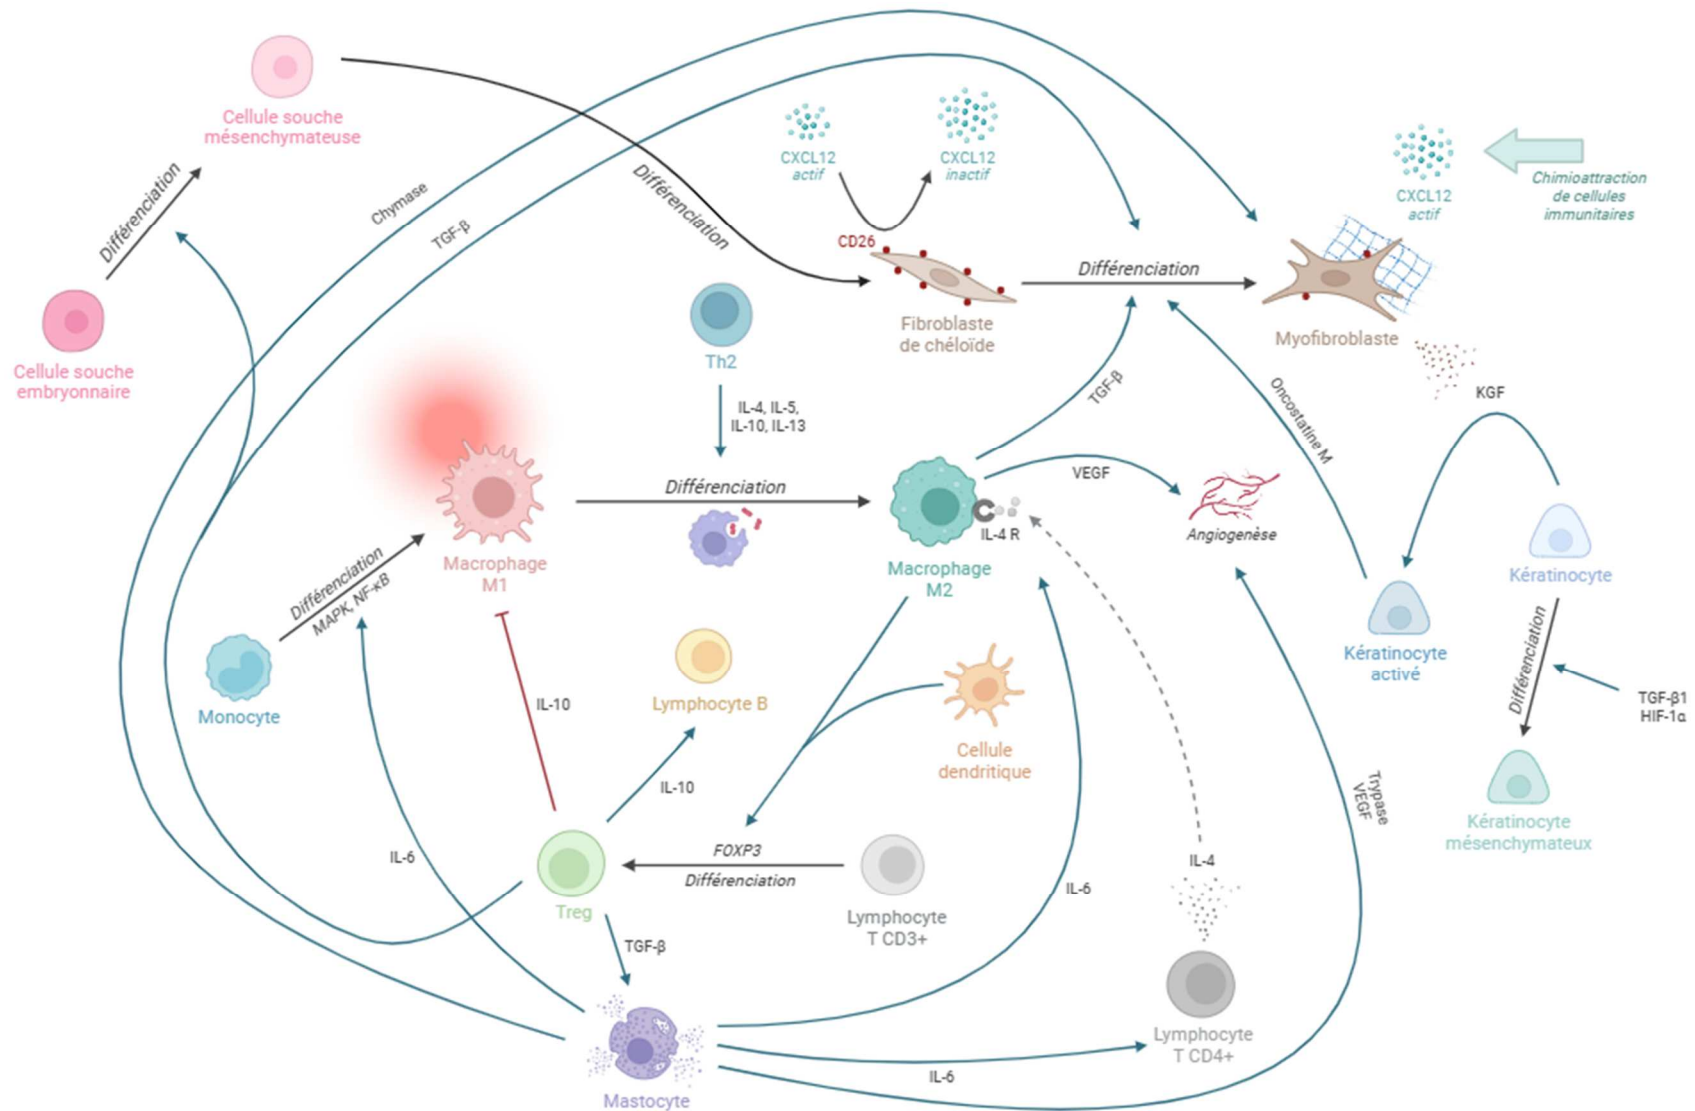 Cellule souche
mésenchymateuse
Différenciation
Cellule souche
embryonnaire
Chymase
TGF-β
Différenciation
CXCL12
actif
CXCL12
inactif
CD26
Fibroblaste
de chéloïde
Différenciation
CXCL12
actif
Chimioattraction
de cellules
immunitaires
Myofibroblaste
KGF
Th2
IL-4, IL-5,
IL-10, IL-13
Différenciation
Macrophage
M1
Différenciation
MAPK, NF-κB
Monocyte
TGF-β
VEGF
IL-4 R
Macrophage
M2
Angiogenèse
Oncostatine M
Kératinocyte
Kératinocyte
activé
Différenciation
TGF-β1
HIF-1α
Kératinocyte
mésenchymateux
Lymphocyte B
IL-10
IL-10
Cellule
dendritique
Trypase
VEGF
FOXP3
Différenciation
Treg
Lymphocyte
T CD3+
IL-6
TGF-β
IL-6
IL-4
Lymphocyte
T CD4+
IL-6
Mastocyte